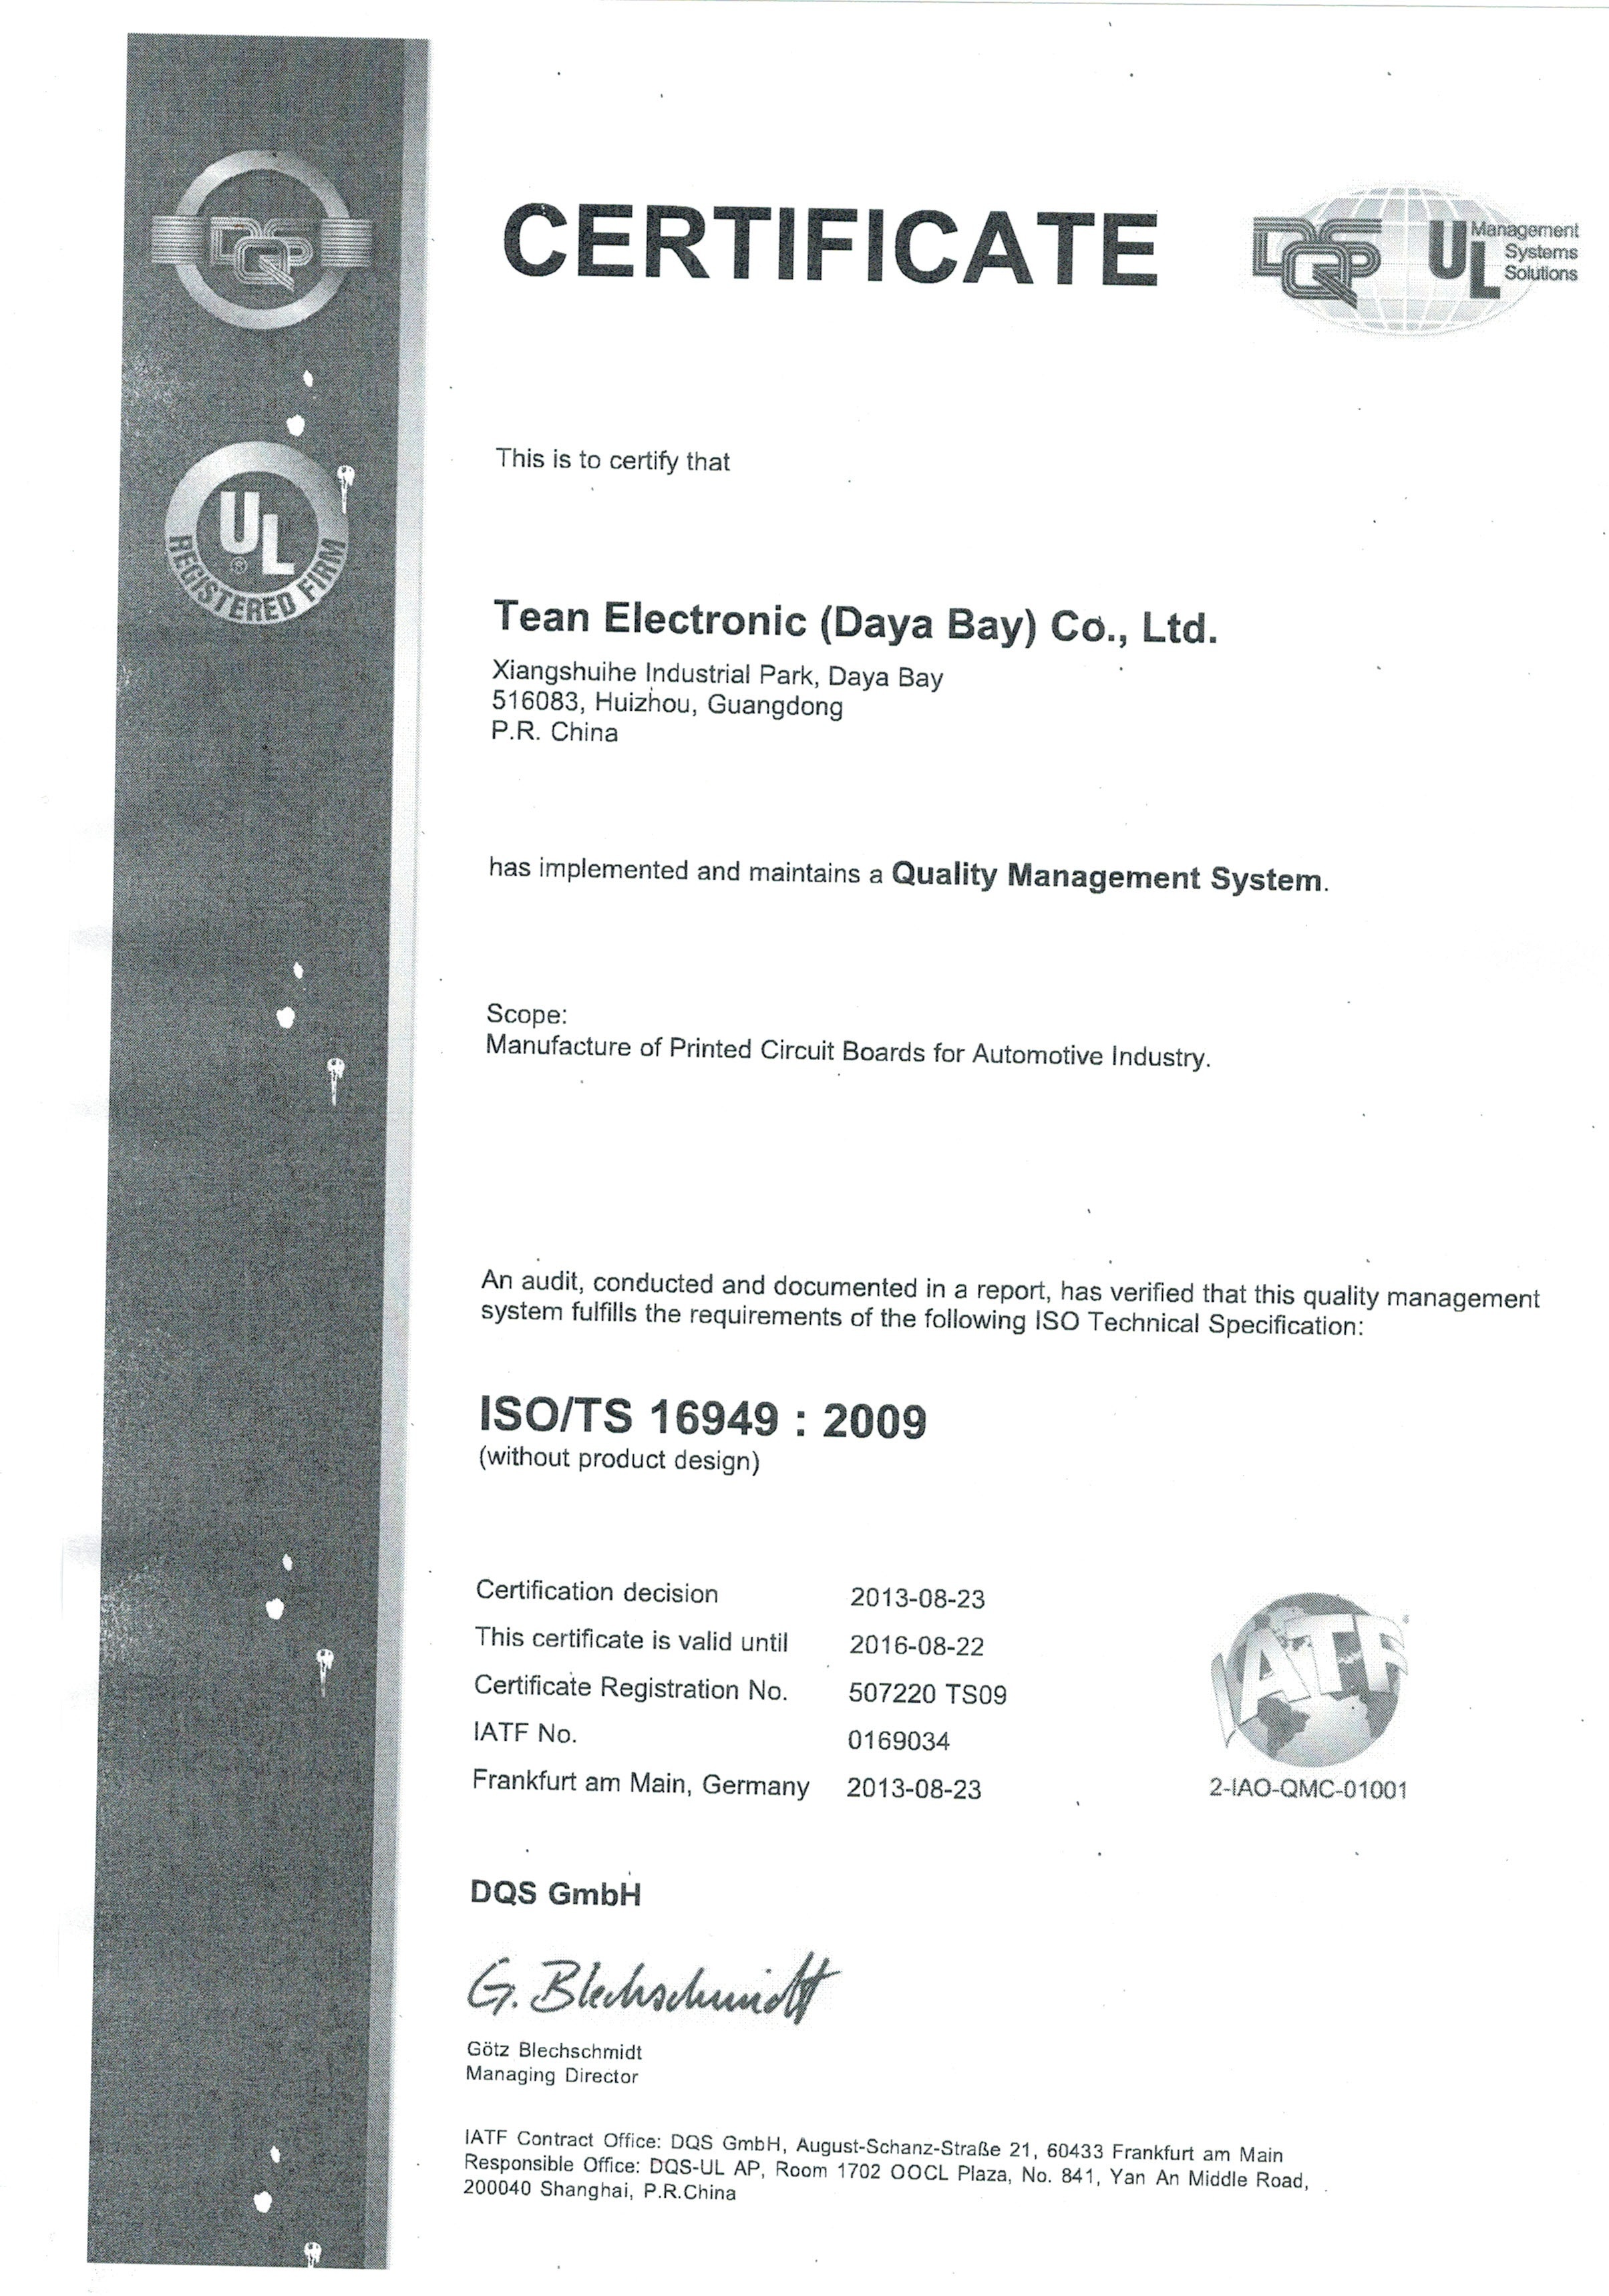 CERTIFICATE
DQS
UL Management
Systems
Solutions
DQS
UL
®
REGISTERED FIRM
This is to certify that
Tean Electronic (Daya Bay) Co., Ltd.
Xiangshuihe Industrial Park, Daya Bay
516083, Huizhou, Guangdong
P.R. China
has implemented and maintains a Quality Management System.
Scope:
Manufacture of Printed Circuit Boards for Automotive Industry.
An audit, conducted and documented in a report, has verified that this quality management
system fulfills the requirements of the following ISO Technical Specification:
ISO/TS 16949 : 2009
(without product design)
Certification decision 2013-08-23
This certificate is valid until 2016-08-22
Certificate Registration No. 507220 TS09
IATF No. 0169034
Frankfurt am Main, Germany 2013-08-23
IATF
2-IAO-QMC-01001
DQS GmbH
G. Blechschmidt
Götz Blechschmidt
Managing Director
IATF Contract Office: DQS GmbH, August-Schanz-Straße 21, 60433 Frankfurt am Main
Responsible Office: DQS-UL AP, Room 1702 OOCL Plaza, No. 841, Yan An Middle Road,
200040 Shanghai, P.R.China